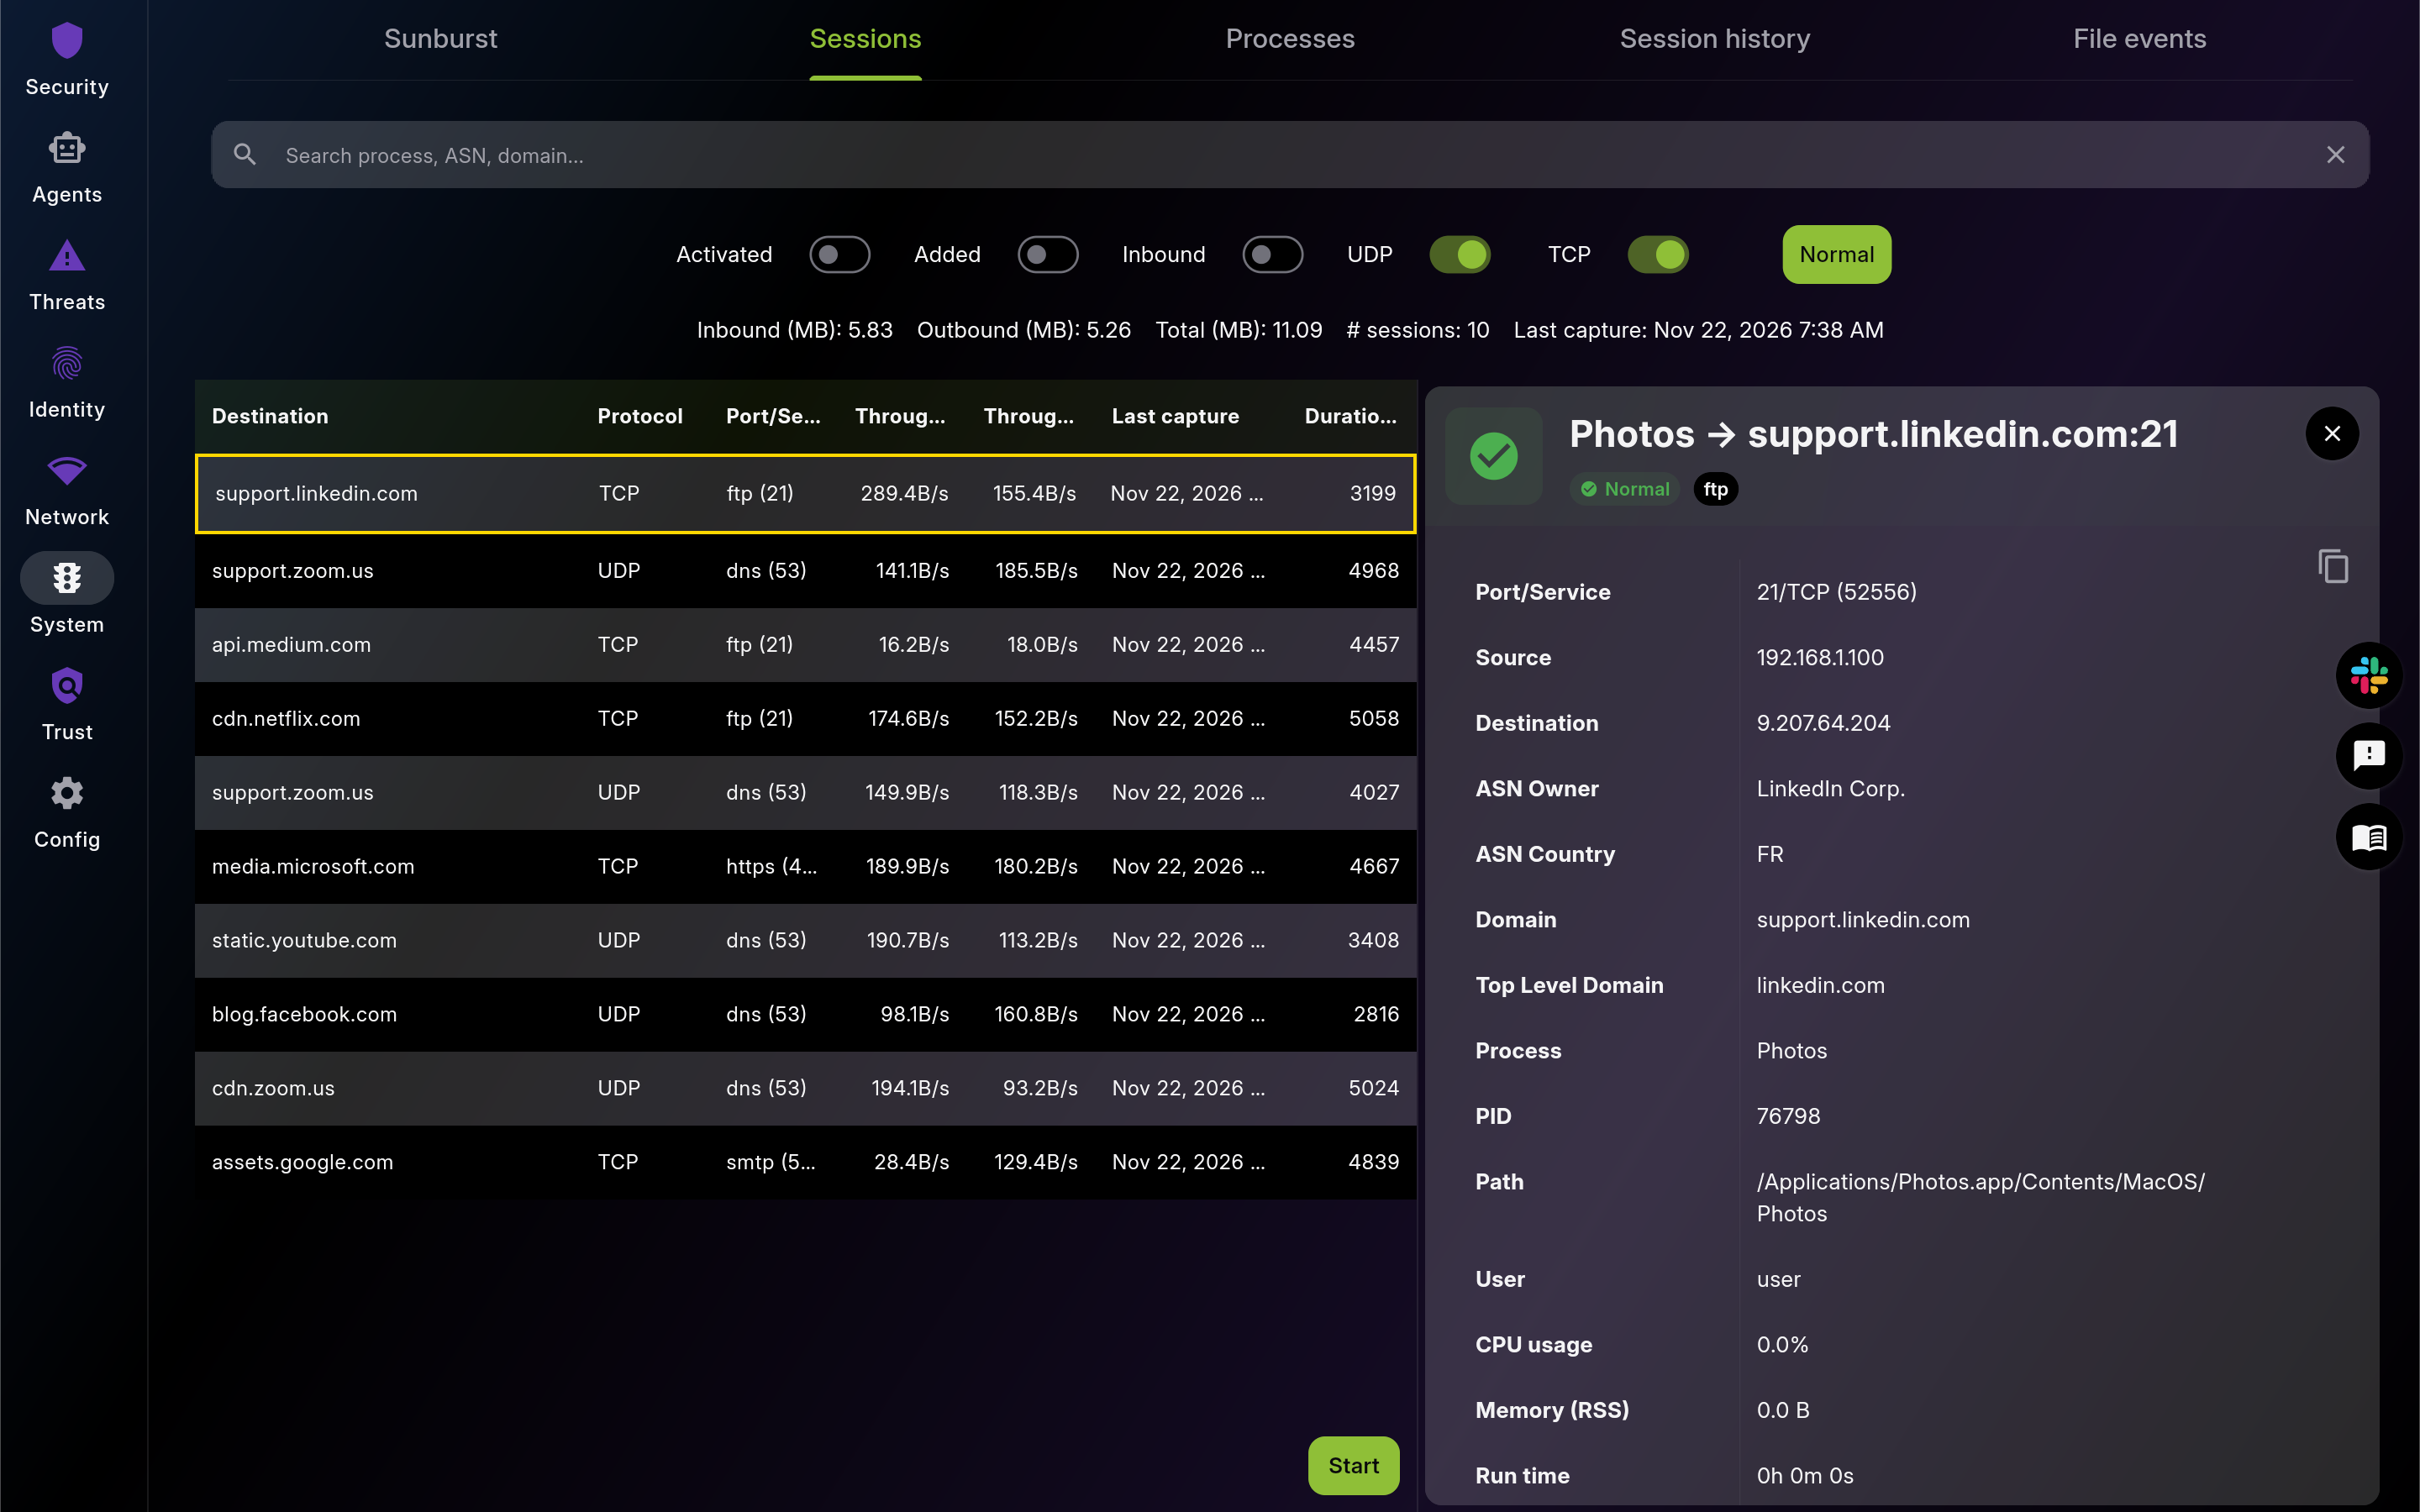 Security
Agents
Threats
Identity
Network
System
Trust
Config
Sunburst Sessions Processes Session history File events
Search process, ASN, domain...
Activated Added Inbound UDP TCP Normal
Inbound (MB): 5.83 Outbound (MB): 5.26 Total (MB): 11.09 # sessions: 10 Last capture: Nov 22, 2026 7:38 AM
Destination Protocol Port/Se... Throug... Throug... Last capture Duratio...
support.linkedin.com TCP ftp (21) 289.4B/s 155.4B/s Nov 22, 2026 ... 3199
support.zoom.us UDP dns (53) 141.1B/s 185.5B/s Nov 22, 2026 ... 4968
api.medium.com TCP ftp (21) 16.2B/s 18.0B/s Nov 22, 2026 ... 4457
cdn.netflix.com TCP ftp (21) 174.6B/s 152.2B/s Nov 22, 2026 ... 5058
support.zoom.us UDP dns (53) 149.9B/s 118.3B/s Nov 22, 2026 ... 4027
media.microsoft.com TCP https (4... 189.9B/s 180.2B/s Nov 22, 2026 ... 4667
static.youtube.com UDP dns (53) 190.7B/s 113.2B/s Nov 22, 2026 ... 3408
blog.facebook.com UDP dns (53) 98.1B/s 160.8B/s Nov 22, 2026 ... 2816
cdn.zoom.us UDP dns (53) 194.1B/s 93.2B/s Nov 22, 2026 ... 5024
assets.google.com TCP smtp (5... 28.4B/s 129.4B/s Nov 22, 2026 ... 4839
Start
Photos → support.linkedin.com:21
Normal ftp
Port/Service 21/TCP (52556)
Source 192.168.1.100
Destination 9.207.64.204
ASN Owner LinkedIn Corp.
ASN Country FR
Domain support.linkedin.com
Top Level Domain linkedin.com
Process Photos
PID 76798
Path /Applications/Photos.app/Contents/MacOS/
Photos
User user
CPU usage 0.0%
Memory (RSS) 0.0 B
Run time 0h 0m 0s